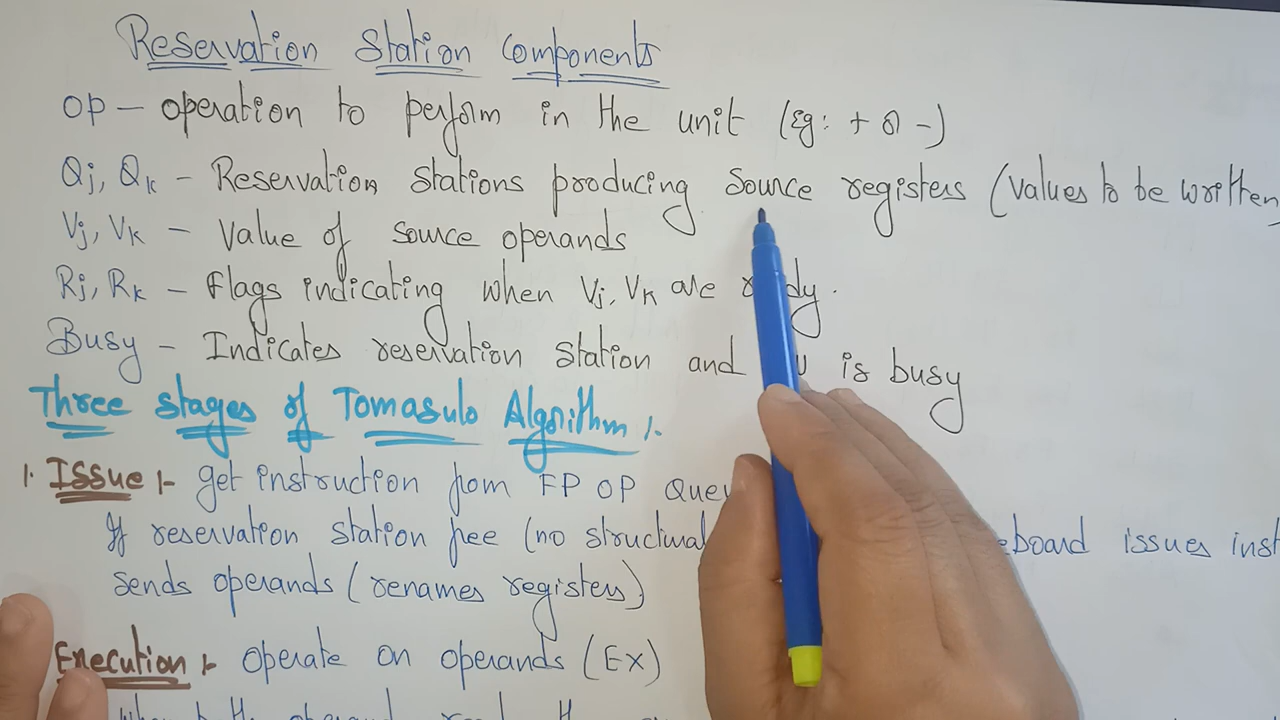 Reservation Station Components
OP – operation to perform in the unit (Eg: + or –)
Qj, Qk – Reservation stations producing source registers (values to be written)
Vj, Vk – Value of source operands
Rj, Rk – Flags indicating when Vj, Vk are
Busy – Indicates reservation station and is busy
Three stages of Tomasulo Algorithm :-
1. Issue :- get instruction from FP OP
If reservation station free (no structural issues
sends operands (renames registers)
Execution :- operate on operands (EX)